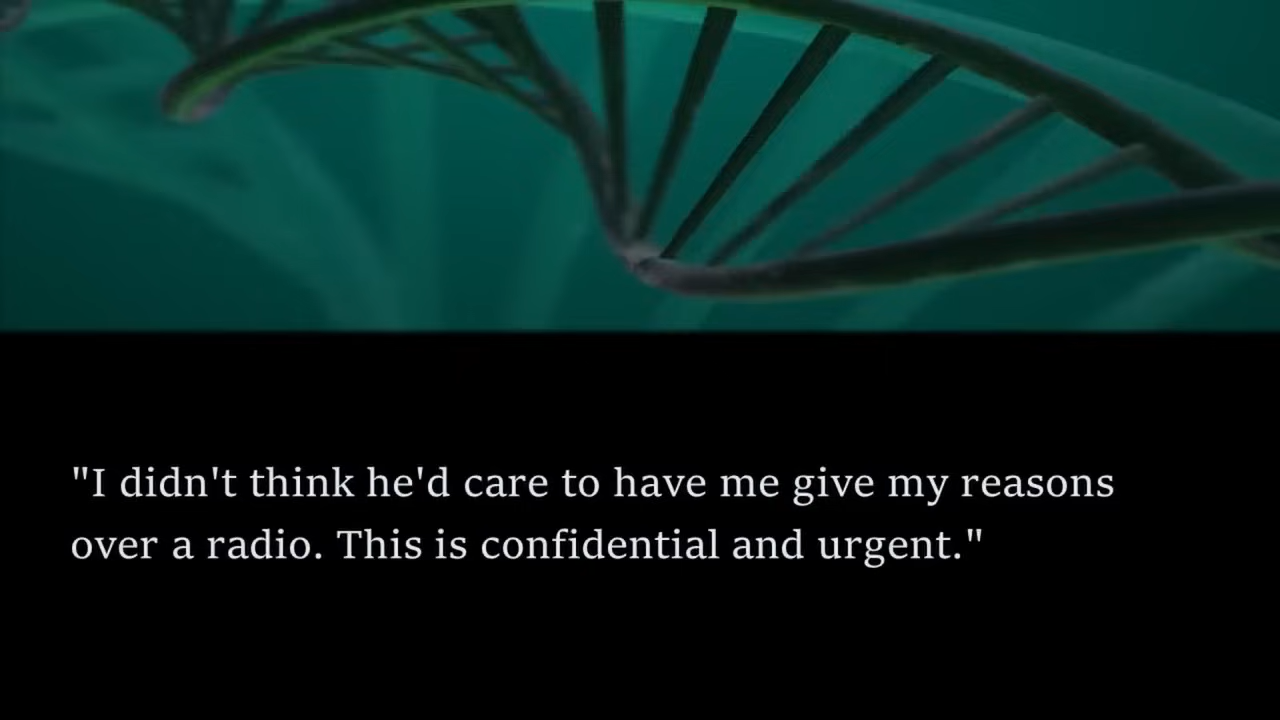 "I didn't think he'd care to have me give my reasons
over a radio. This is confidential and urgent."